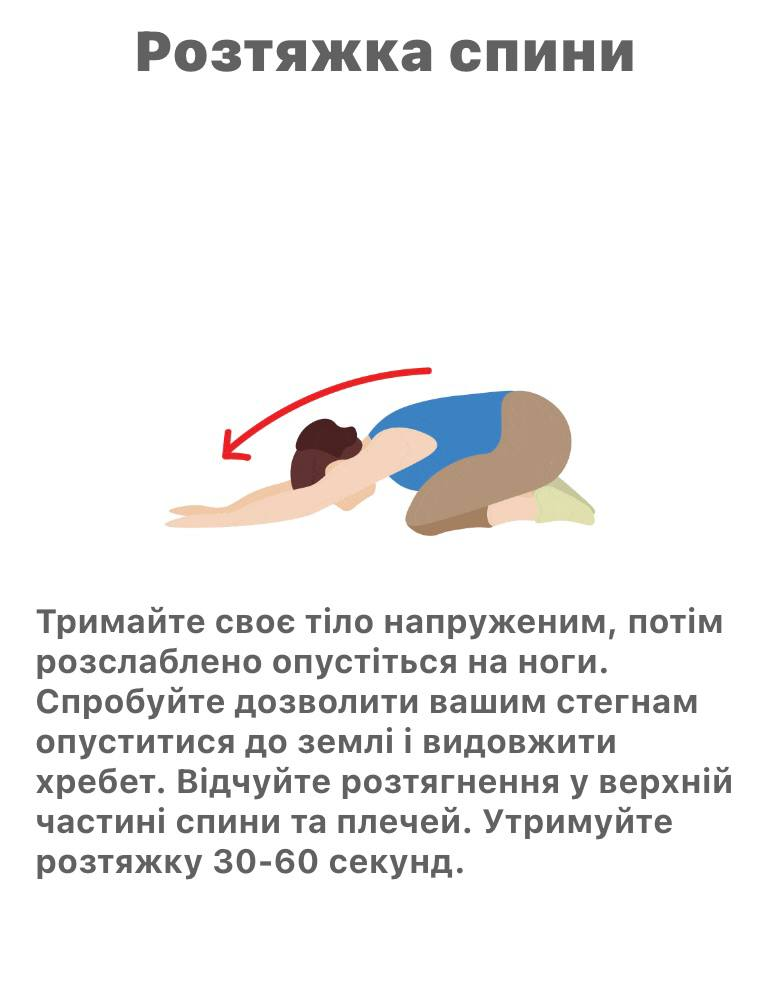 Розтяжка спини
Тримайте своє тіло напруженим, потім
розслаблено опустіться на ноги.
Спробуйте дозволити вашим стегнам
опуститися до землі і видовжити
хребет. Відчуйте розтягнення у верхній
частині спини та плечей. Утримуйте
розтяжку 30-60 секунд.